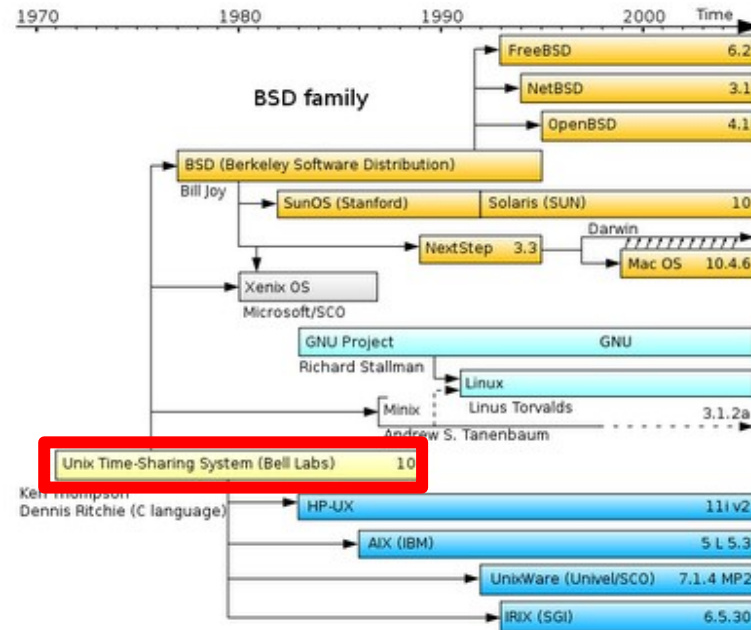 1970 1980 1990 2000 Time
FreeBSD 6.2
BSD family
NetBSD 3.1
OpenBSD 4.1
BSD (Berkeley Software Distribution)
Bill Joy
SunOS (Stanford) Solaris (SUN) 10
Darwin
NextStep 3.3
Mac OS 10.4.6
Xenix OS
Microsoft/SCO
GNU Project GNU
Richard Stallman
Linux
Minix
Linus Torvalds
3.1.2a
Andrew S. Tanenbaum
Unix Time-Sharing System (Bell Labs) 10
Ken Thompson
Dennis Ritchie (C language)
HP-UX 11i v2
AIX (IBM) 5 L 5.3
UnixWare (Univel/SCO) 7.1.4 MP2
IRIX (SGI) 6.5.30